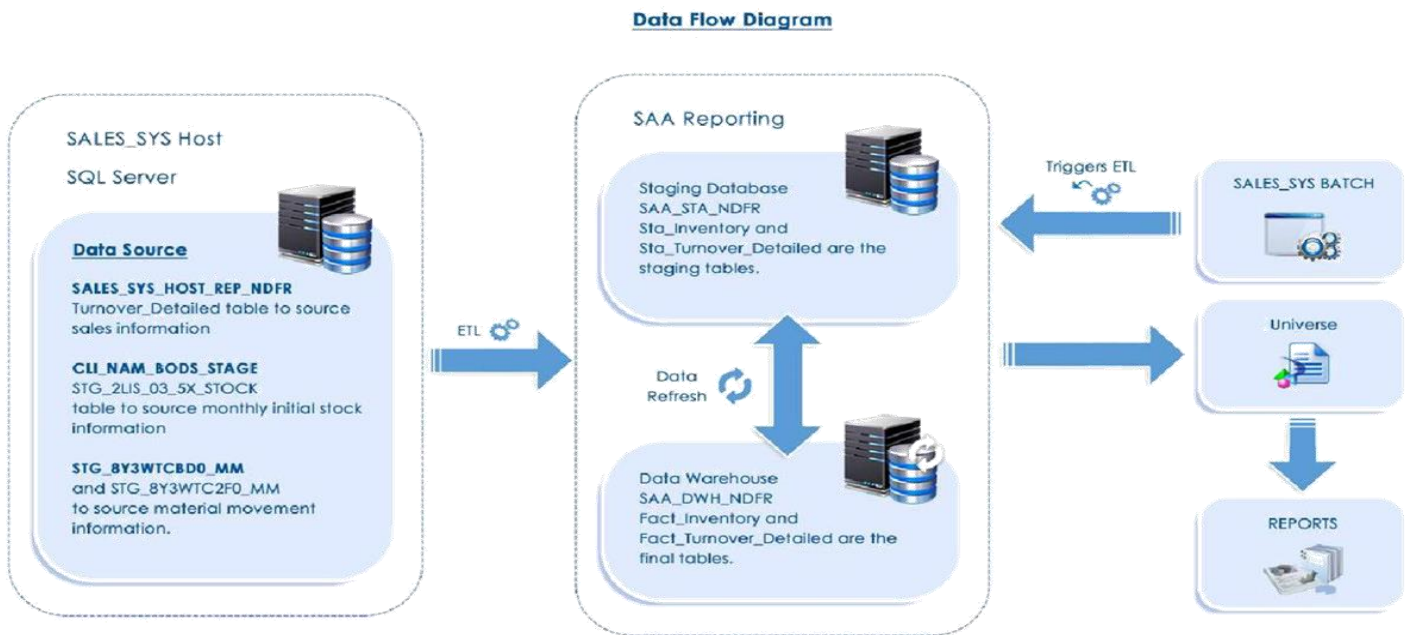 Data Flow Diagram
SALES_SYS Host
SQL Server
Data Source
SALES_SYS_HOST_REP_NDFR
Turnover_Detailed table to source
sales information
CLI_NAM_BODS_STAGE
STG_2LIS_03_5X_STOCK
table to source monthly initial stock
information
STG_8Y3WTCBD0_MM
and STG_8Y3WTC2F0_MM
to source material movement
information.
ETL
SAA Reporting
Staging Database
SAA_STA_NDFR
Sta_Inventory and
Sta_Turnover_Detailed are the
staging tables.
Data
Refresh
Data Warehouse
SAA_DWH_NDFR
Fact_Inventory and
Fact_Turnover_Detailed are the
final tables.
Triggers ETL
SALES_SYS BATCH
Universe
REPORTS